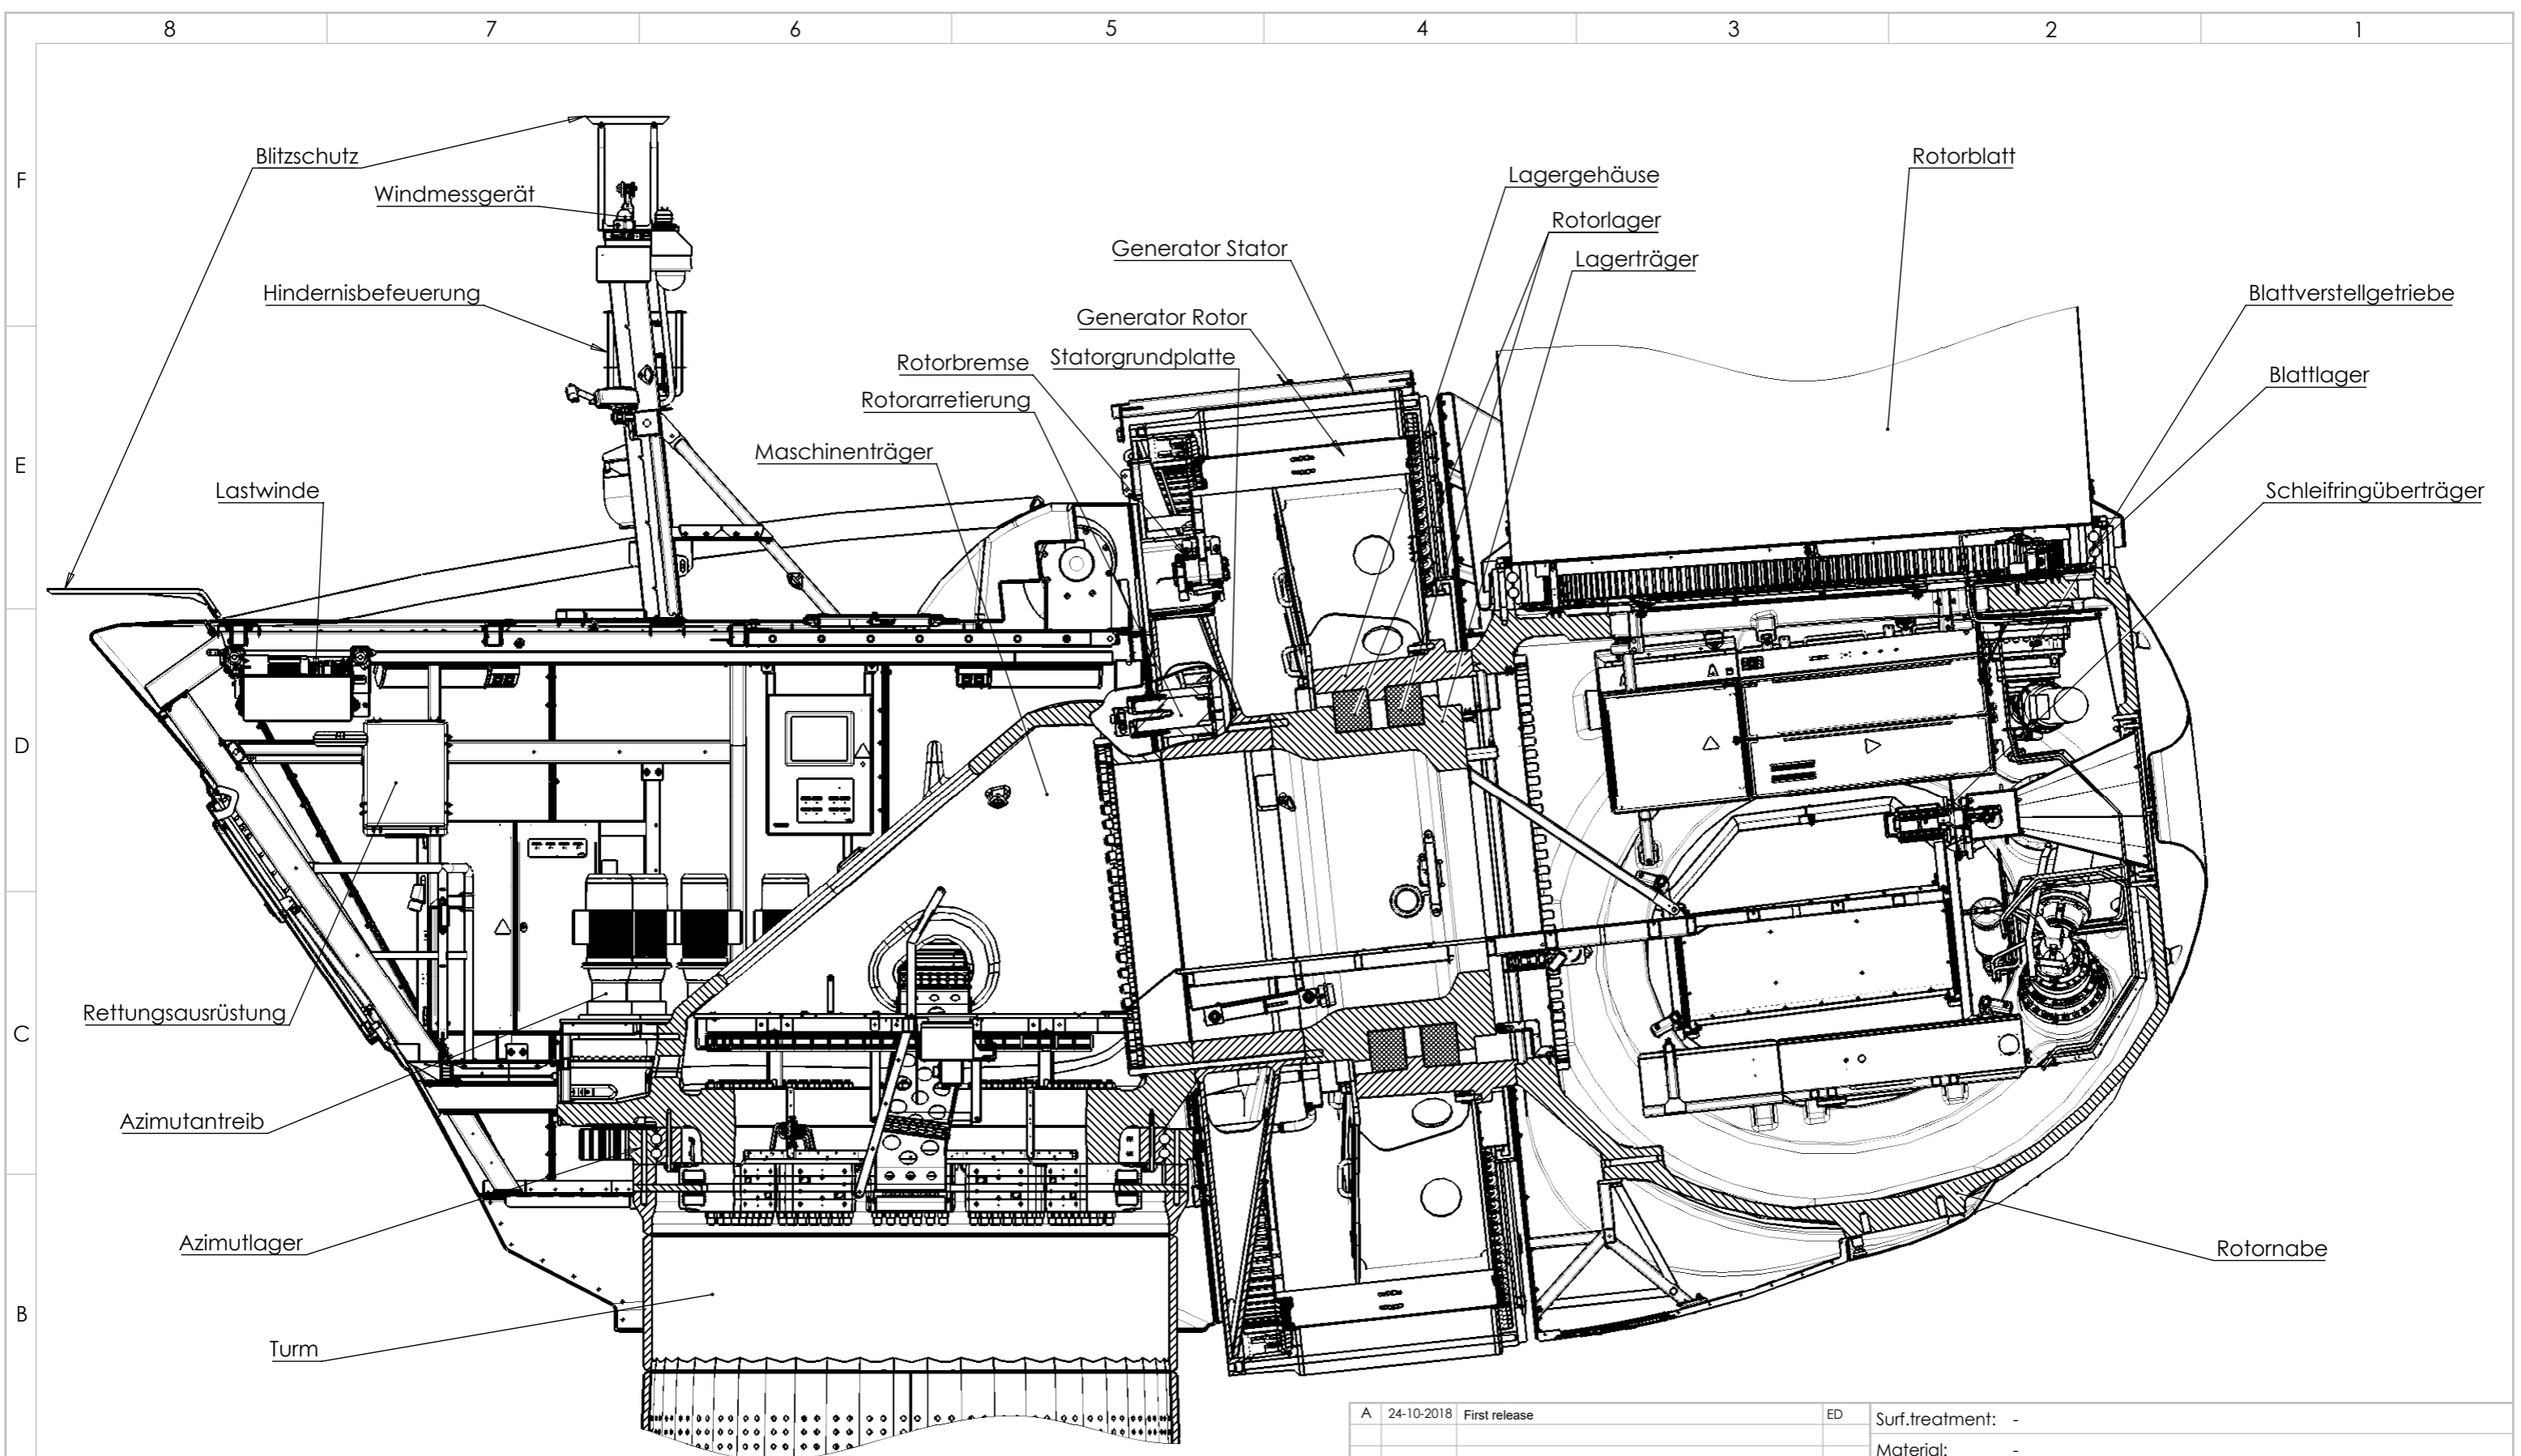 8 7 6 5 4 3 2 1
F
E
D
C
B
Blitzschutz
Windmessgerät
Hindernisbefeuerung
Lastwinde
Rettungsausrüstung
Azimutantreib
Azimutlager
Turm
Maschinenträger
Rotorarretierung
Rotorbremse
Statorgrundplatte
Generator Rotor
Generator Stator
Lagergehäuse
Rotorlager
Lagerträger
Rotorblatt
Blattverstellgetriebe
Blattlager
Schleifringüberträger
Rotornabe
A 24-10-2018 First release ED
Surf.treatment: -
Material: -